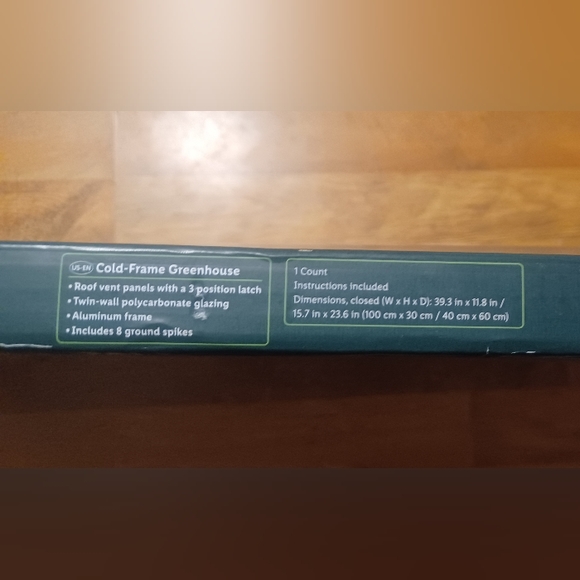 US-EN Cold-Frame Greenhouse
• Roof vent panels with a 3-position latch
• Twin-wall polycarbonate glazing
• Aluminum frame
• Includes 8 ground spikes
1 Count
Instructions included
Dimensions, closed (W x H x D): 39.3 in x 11.8 in /
15.7 in x 23.6 in (100 cm x 30 cm / 40 cm x 60 cm)